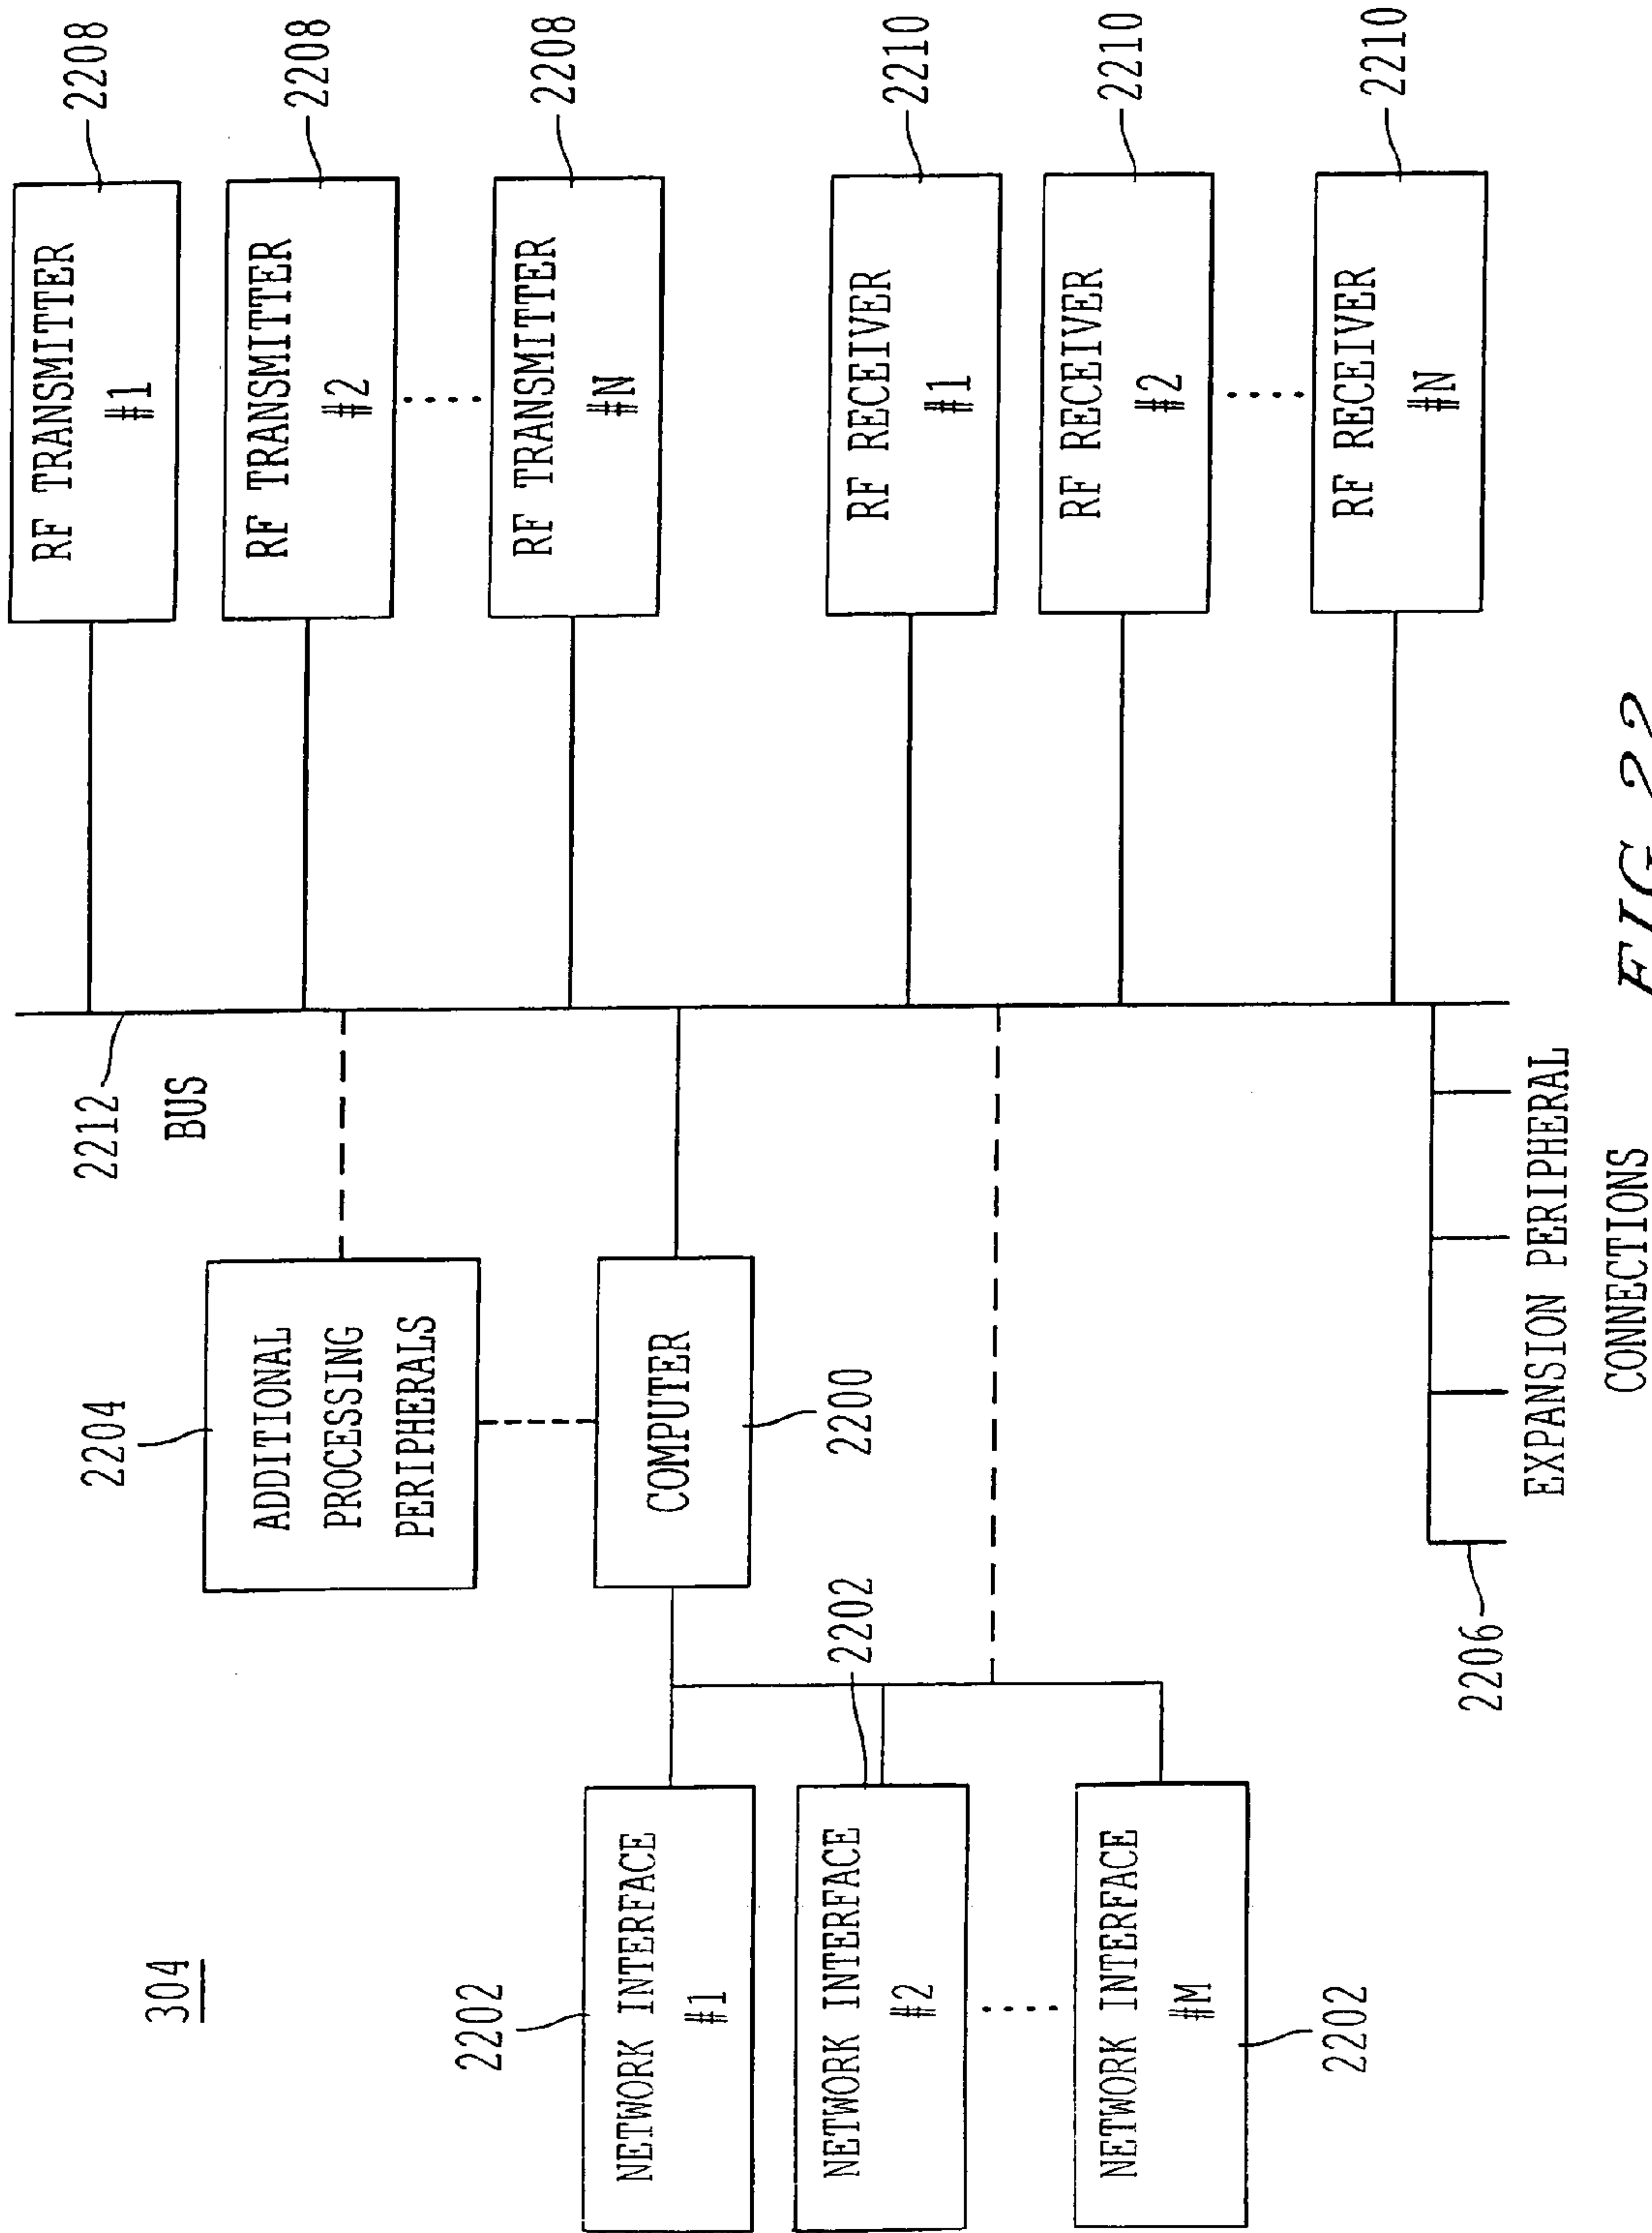 304
2202
NETWORK INTERFACE
#1
2202
NETWORK INTERFACE
#2
NETWORK INTERFACE
#M
2202
2204
ADDITIONAL
PROCESSING
PERIPHERALS
COMPUTER
2200
2212
BUS
2206
EXPANSION PERIPHERAL
CONNECTIONS
RF TRANSMITTER
#1
2208
RF TRANSMITTER
#2
2208
RF TRANSMITTER
#N
2208
RF RECEIVER
#1
2210
RF RECEIVER
#2
2210
RF RECEIVER
#N
2210
FIG. 22